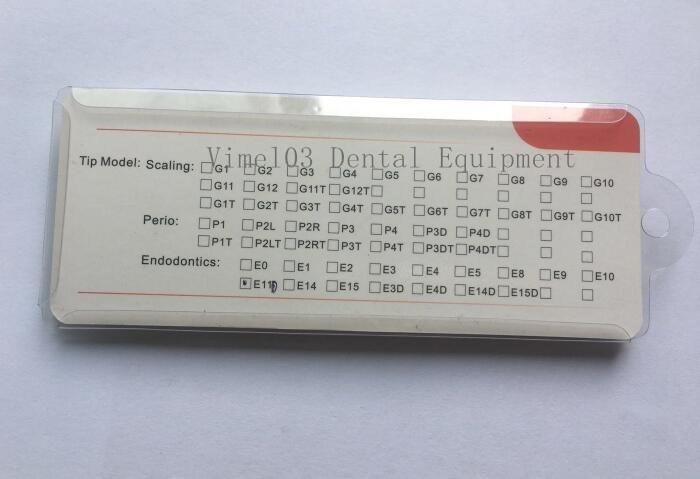 Vimel03 Dental Equipment
Tip Model: Scaling: □G1 □G2 □G3 □G4 □G5 □G6 □G7 □G8 □G9 □G10
□G11 □G12 □G11T □G12T □ □ □ □ □ □
□G1T □G2T □G3T □G4T □G5T □G6T □G7T □G8T □G9T □G10T
Perio: □P1 □P2L □P2R □P3 □P4 □P3D □P4D □ □ □
□P1T □P2LT □P2RT □P3T □P4T □P3DT □P4DT □ □ □
Endodontics: □E0 □E1 □E2 □E3 □E4 □E5 □E8 □E9 □E10
☑E11D □E14 □E15 □E3D □E4D □E14D □E15D □ □